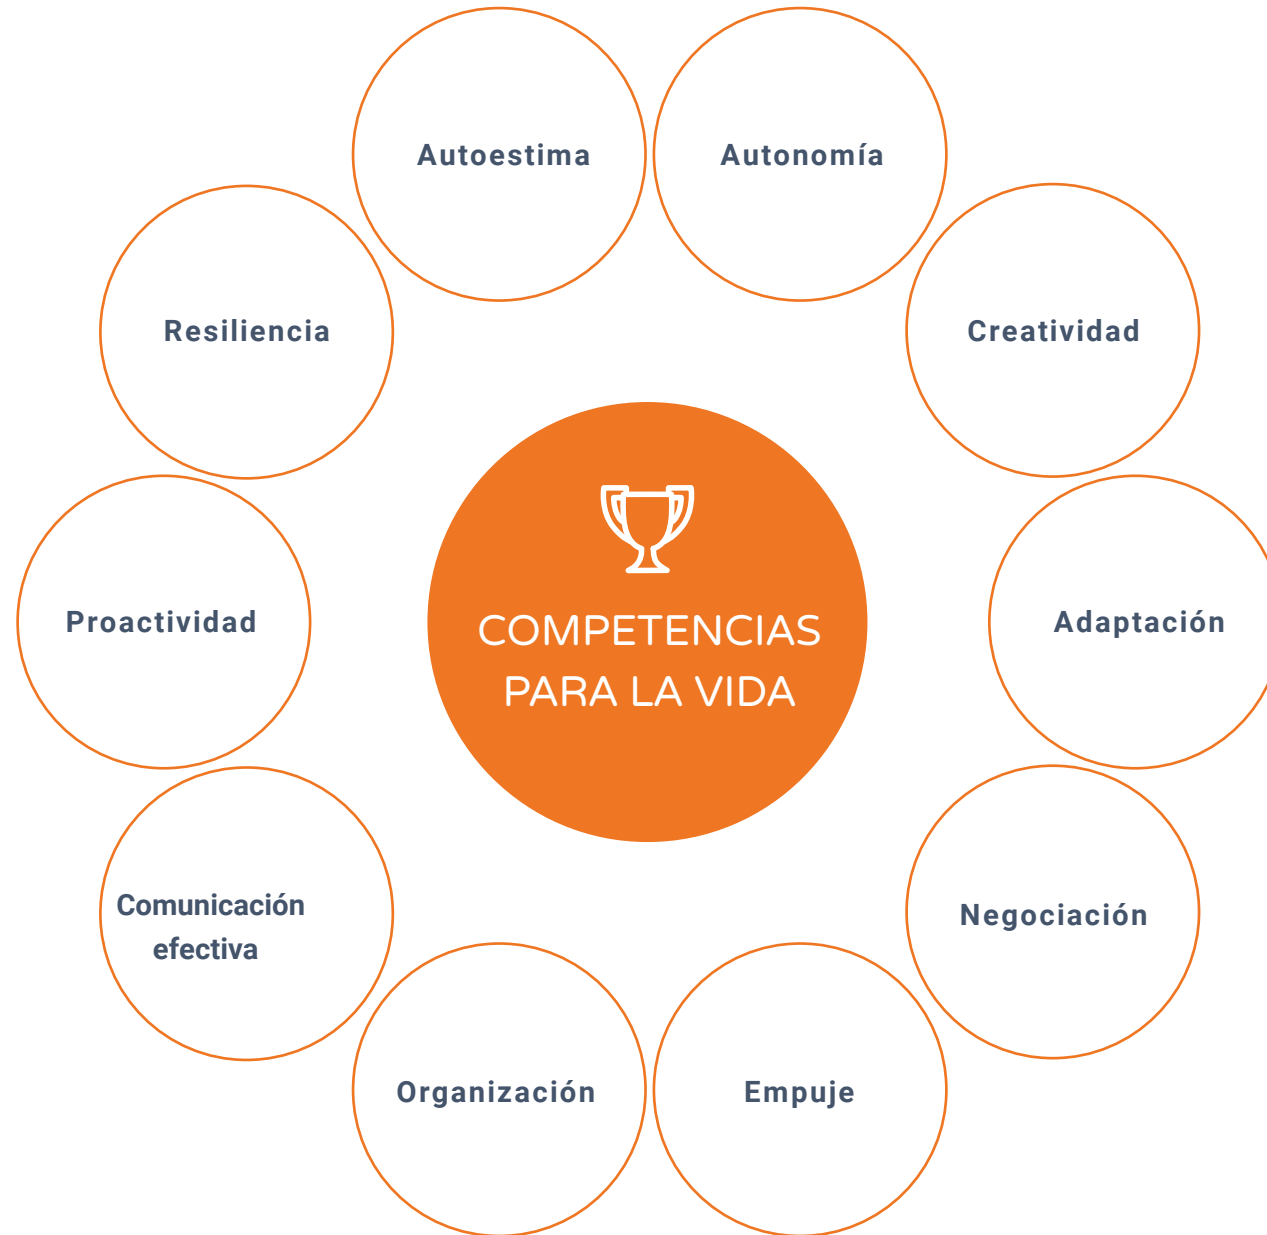 Autoestima
Autonomía
Resiliencia
Creatividad
COMPETENCIAS
PARA LA VIDA
Proactividad
Adaptación
Comunicación
efectiva
Negociación
Organización
Empuje